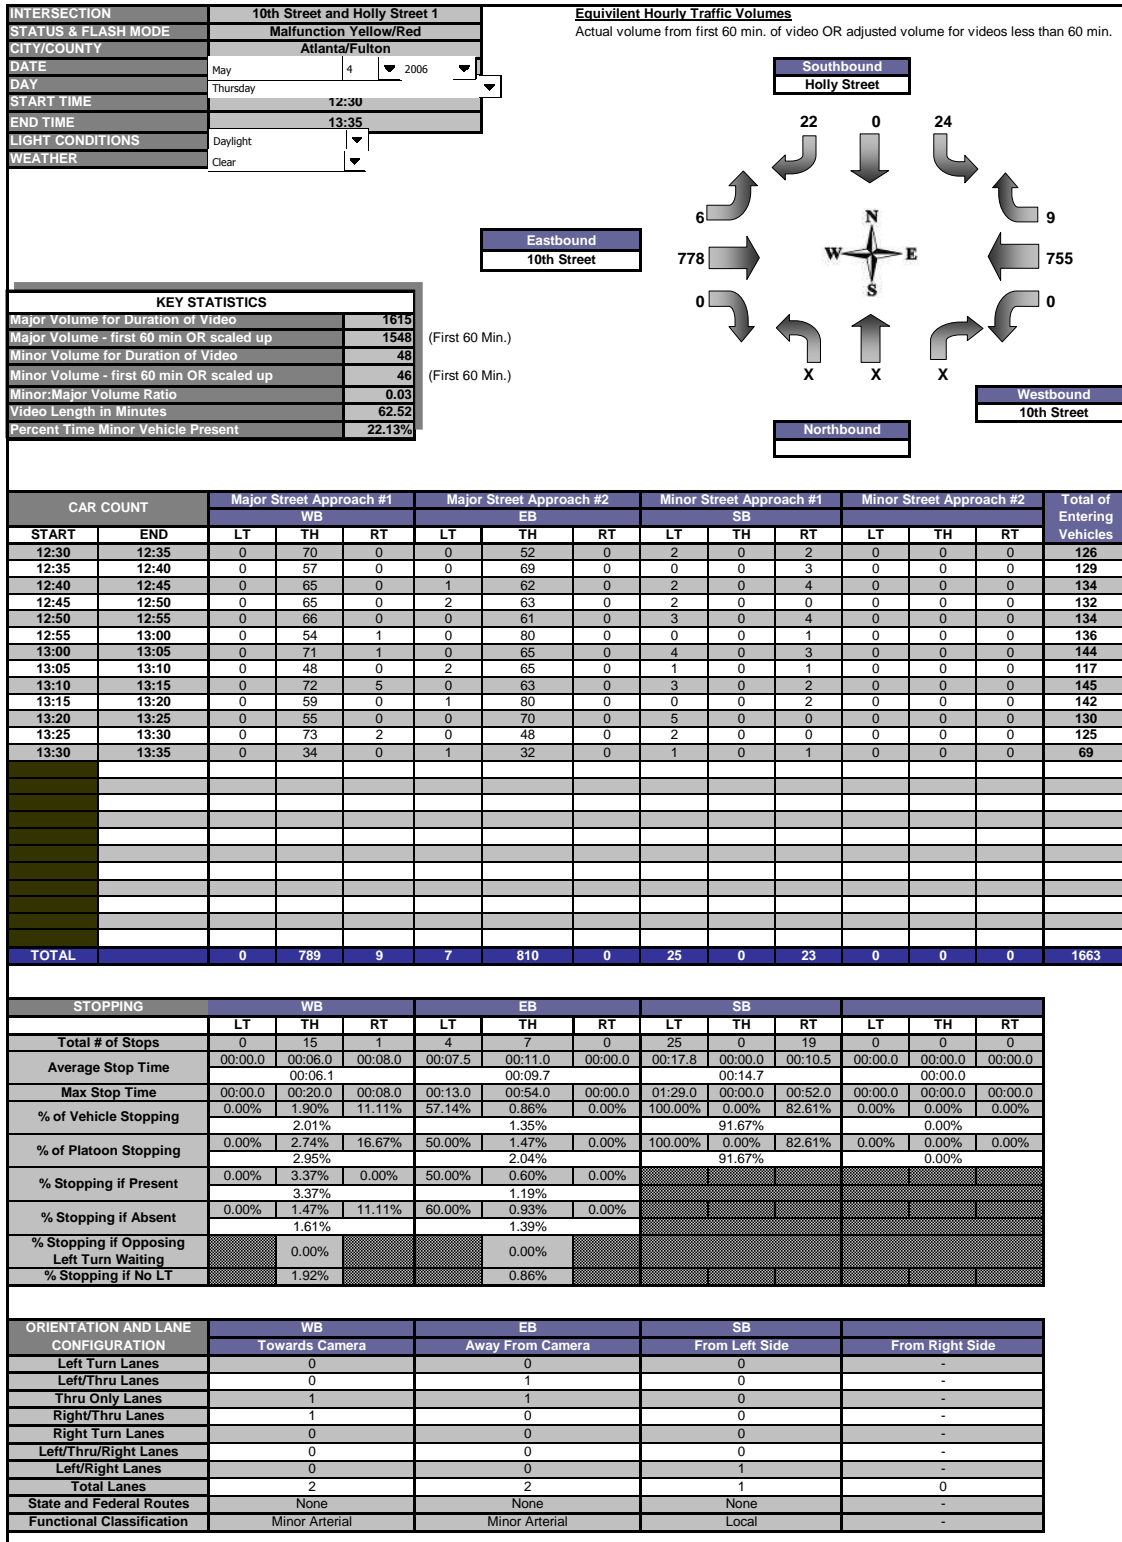 INTERSECTION 10th Street and Holly Street 1
STATUS & FLASH MODE Malfunction Yellow/Red
CITY/COUNTY Atlanta/Fulton
DATE May 4 2006
DAY Thursday
START TIME 12:30
END TIME 13:35
LIGHT CONDITIONS Daylight
WEATHER Clear
Equivilent Hourly Traffic Volumes
Actual volume from first 60 min. of video OR adjusted volume for videos less than 60 min.
Southbound
Holly Street
22 0 24
6 N 9
Eastbound
10th Street
778 W E 755
0 S 0
X X X
Westbound
10th Street
Northbound
KEY STATISTICS
Major Volume for Duration of Video 1615
Major Volume - first 60 min OR scaled up 1548 (First 60 Min.)
Minor Volume for Duration of Video 48
Minor Volume - first 60 min OR scaled up 46 (First 60 Min.)
Minor:Major Volume Ratio 0.03
Video Length in Minutes 62.52
Percent Time Minor Vehicle Present 22.13%
CAR COUNT Major Street Approach #1 Major Street Approach #2 Minor Street Approach #1 Minor Street Approach #2 Total of
WB EB SB Entering
START END LT TH RT LT TH RT LT TH RT LT TH RT Vehicles
12:30 12:35 0 70 0 0 52 0 2 0 2 0 0 0 126
12:35 12:40 0 57 0 0 69 0 0 0 3 0 0 0 129
12:40 12:45 0 65 0 1 62 0 2 0 4 0 0 0 134
12:45 12:50 0 65 0 2 63 0 2 0 0 0 0 0 132
12:50 12:55 0 66 0 0 61 0 3 0 4 0 0 0 134
12:55 13:00 0 54 1 0 80 0 0 0 1 0 0 0 136
13:00 13:05 0 71 1 0 65 0 4 0 3 0 0 0 144
13:05 13:10 0 48 0 2 65 0 1 0 1 0 0 0 117
13:10 13:15 0 72 5 0 63 0 3 0 2 0 0 0 145
13:15 13:20 0 59 0 1 80 0 0 0 2 0 0 0 142
13:20 13:25 0 55 0 0 70 0 5 0 0 0 0 0 130
13:25 13:30 0 73 2 0 48 0 2 0 0 0 0 0 125
13:30 13:35 0 34 0 1 32 0 1 0 1 0 0 0 69
TOTAL 0 789 9 7 810 0 25 0 23 0 0 0 1663
STOPPING WB EB SB
LT TH RT LT TH RT LT TH RT LT TH RT
Total # of Stops 0 15 1 4 7 0 25 0 19 0 0 0
Average Stop Time 00:00.0 00:06.0 00:08.0 00:07.5 00:11.0 00:00.0 00:17.8 00:00.0 00:10.5 00:00.0 00:00.0 00:00.0
00:06.1 00:09.7 00:14.7 00:00.0
Max Stop Time 00:00.0 00:20.0 00:08.0 00:13.0 00:54.0 00:00.0 01:29.0 00:00.0 00:52.0 00:00.0 00:00.0 00:00.0
% of Vehicle Stopping 0.00% 1.90% 11.11% 57.14% 0.86% 0.00% 100.00% 0.00% 82.61% 0.00% 0.00% 0.00%
2.01% 1.35% 91.67% 0.00%
% of Platoon Stopping 0.00% 2.74% 16.67% 50.00% 1.47% 0.00% 100.00% 0.00% 82.61% 0.00% 0.00% 0.00%
2.95% 2.04% 91.67% 0.00%
% Stopping if Present 0.00% 3.37% 0.00% 50.00% 0.60% 0.00%
3.37% 1.19%
% Stopping if Absent 0.00% 1.47% 11.11% 60.00% 0.93% 0.00%
1.61% 1.39%
% Stopping if Opposing
Left Turn Waiting 0.00% 0.00%
% Stopping if No LT 1.92% 0.86%
ORIENTATION AND LANE WB EB SB
CONFIGURATION Towards Camera Away From Camera From Left Side From Right Side
Left Turn Lanes 0 0 0 -
Left/Thru Lanes 0 1 0 -
Thru Only Lanes 1 1 0 -
Right/Thru Lanes 1 0 0 -
Right Turn Lanes 0 0 0 -
Left/Thru/Right Lanes 0 0 0 -
Left/Right Lanes 0 0 1 -
Total Lanes 2 2 1 0
State and Federal Routes None None None -
Functional Classification Minor Arterial Minor Arterial Local -